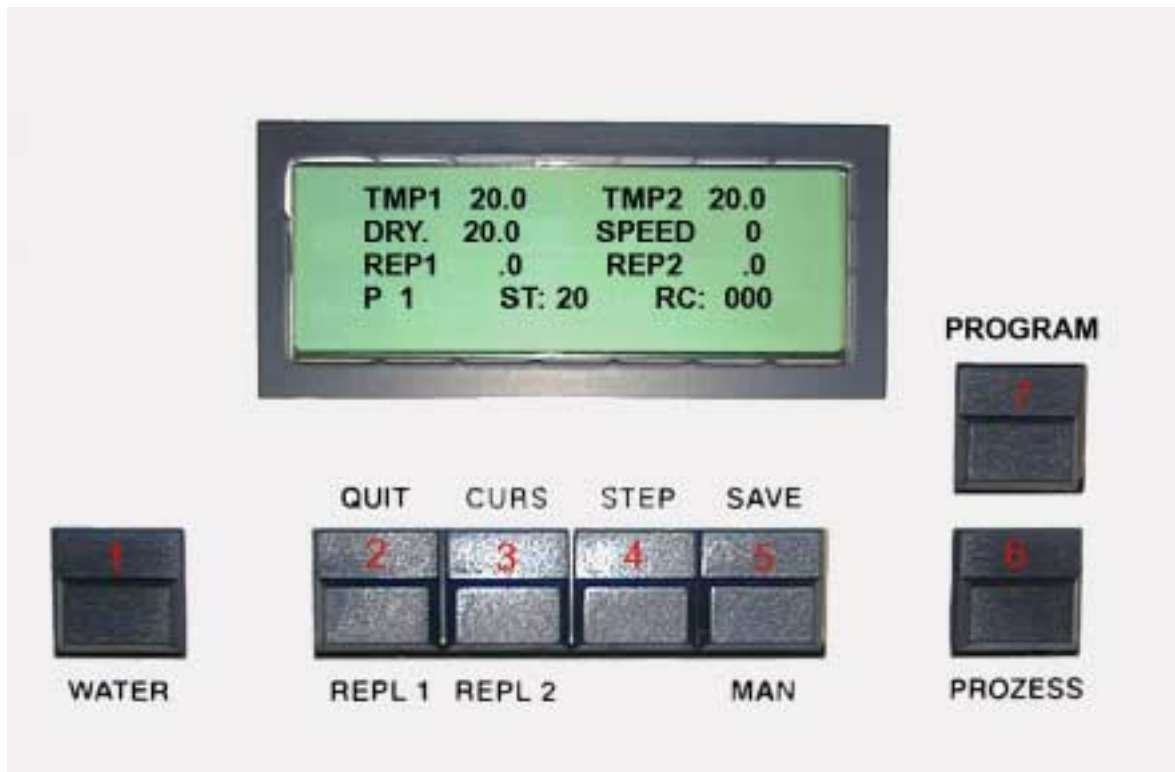 TMP1 20.0 TMP2 20.0
DRY. 20.0 SPEED 0
REP1 .0 REP2 .0
P 1 ST: 20 RC: 000
PROGRAM
7
QUIT CURS STEP SAVE
1 2 3 4 5 6
WATER REPL 1 REPL 2 MAN PROZESS